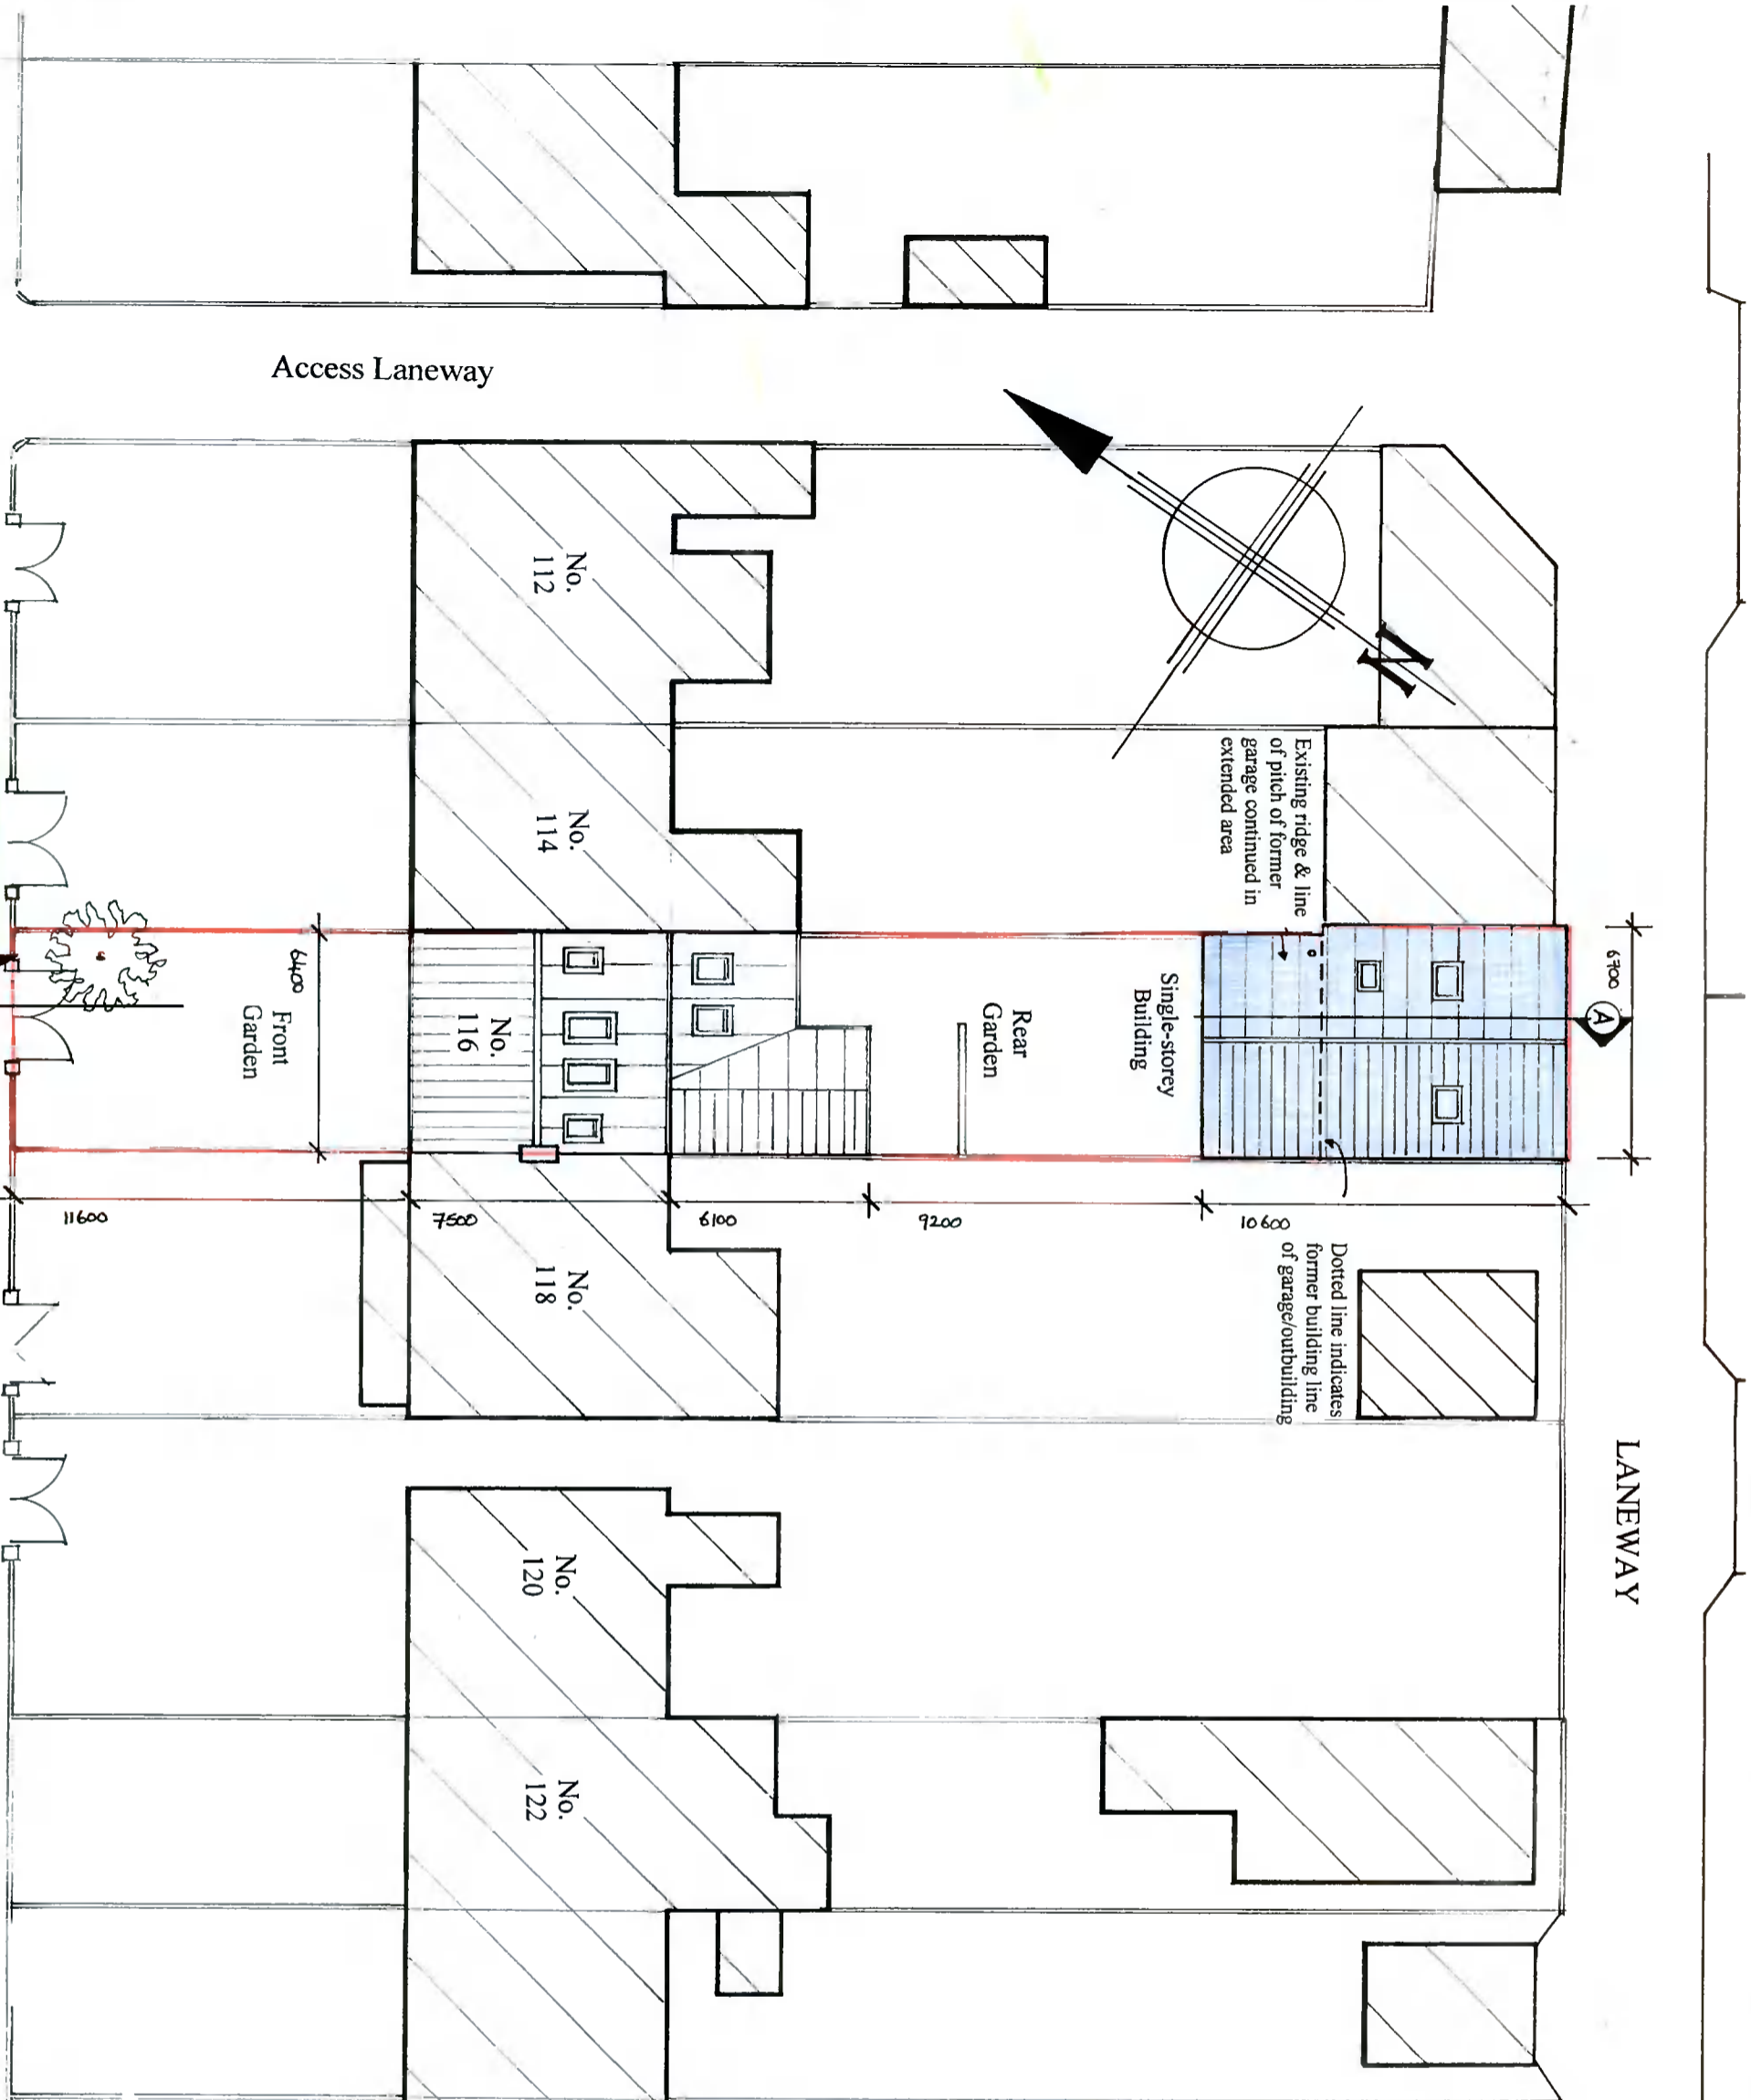 Access Laneway
N
No.
112
No.
114
No.
116
No.
118
No.
120
No.
122
Existing ridge & line
of pitch of former
garage continued in
extended area
6400
Front
Garden
Rear
Garden
Single-storey
Building
6700
A
11600
7500
6100
9200
10600
Dotted line indicates
former building line
of garage/outbuilding
LANEWAY